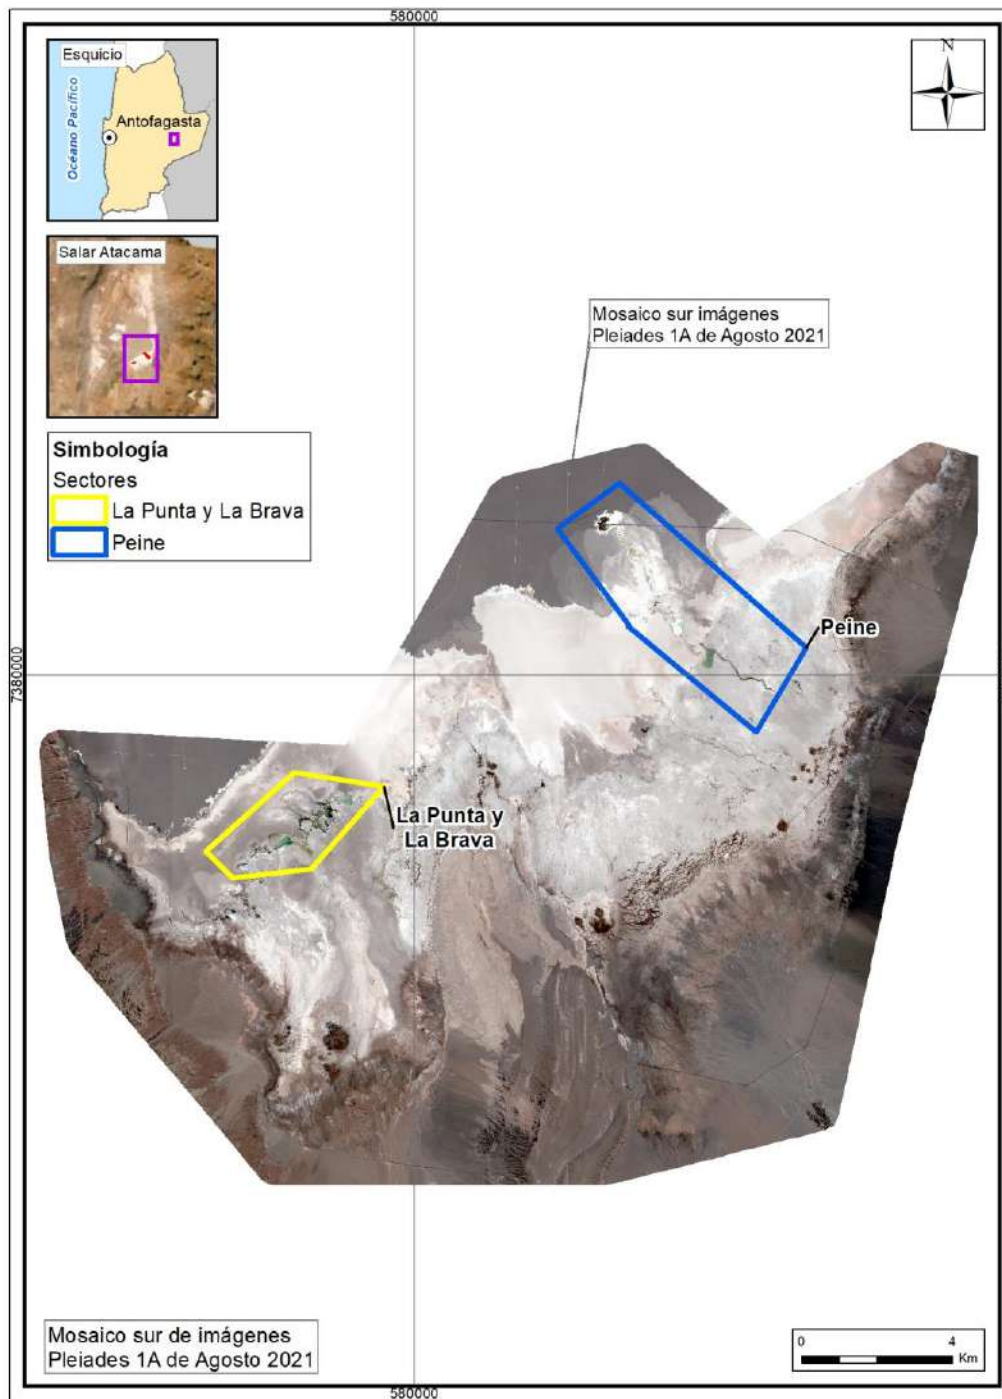 580000
Esquicio
Océano Pacífico
Antofagasta
N
Salar Atacama
Mosaico sur imágenes
Pleiades 1A de Agosto 2021
Simbología
Sectores
La Punta y La Brava
Peine
Peine
7380000
La Punta y
La Brava
Mosaico sur de imágenes
Pleiades 1A de Agosto 2021
0 4
Km
580000